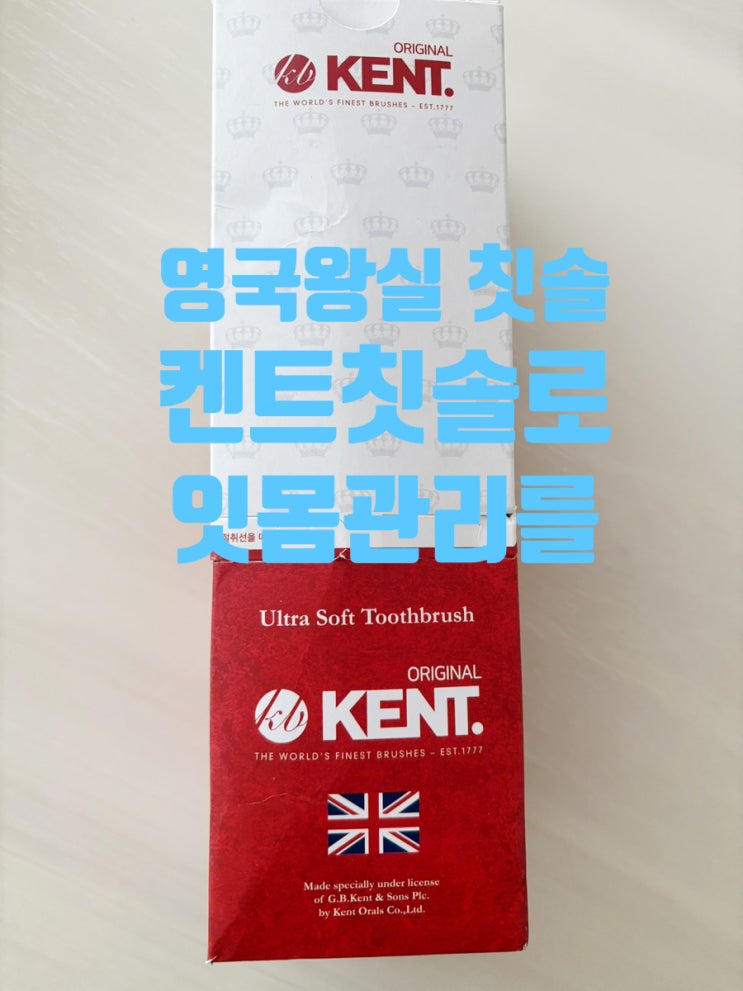 ORIGINAL
kb KENT.
THE WORLD'S FINEST BRUSHES – EST.1777
영국왕실 칫솔
켄트칫솔로
잇몸관리를
Ultra Soft Toothbrush
ORIGINAL
kb KENT.
THE WORLD'S FINEST BRUSHES – EST.1777
Made specially under license
of G.B.Kent & Sons Plc.
by Kent Orals Co.,Ltd.